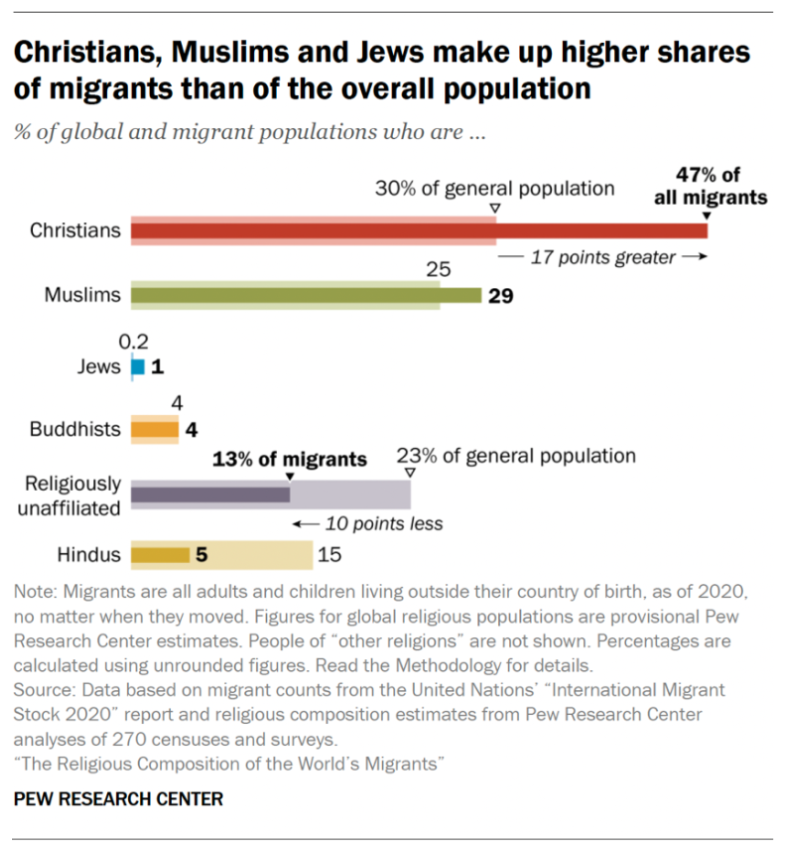 Christians, Muslims and Jews make up higher shares
of migrants than of the overall population
% of global and migrant populations who are ...
47% of
all migrants
30% of general population
Christians
17 points greater
25
Muslims
29
0.2
Jews
1
4
Buddhists
4
13% of migrants
23% of general population
Religiously
unaffiliated
10 points less
Hindus
5
15
Note: Migrants are all adults and children living outside their country of birth, as of 2020,
no matter when they moved. Figures for global religious populations are provisional Pew
Research Center estimates. People of “other religions” are not shown. Percentages are
calculated using unrounded figures. Read the Methodology for details.
Source: Data based on migrant counts from the United Nations’ “International Migrant
Stock 2020” report and religious composition estimates from Pew Research Center
analyses of 270 censuses and surveys.
“The Religious Composition of the World’s Migrants”
PEW RESEARCH CENTER